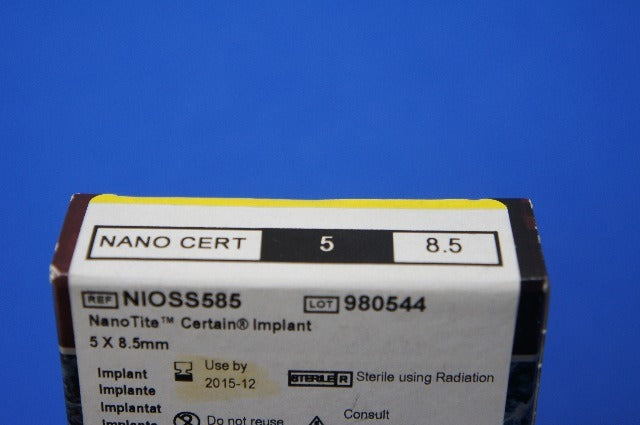 NANO CERT 5 8.5
REF NIOSS585 LOT 980544
NanoTite™ Certain® Implant
5 X 8.5mm
Implant
Implante
Implantat
Use by
2015-12
STERILE R Sterile using Radiation
Do not reuse
Consult